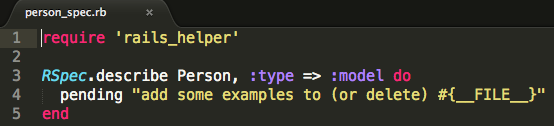 person_spec.rb ×
1 require 'rails_helper'
2
3 RSpec.describe Person, :type => :model do
4   pending "add some examples to (or delete) #{__FILE__}"
5 end